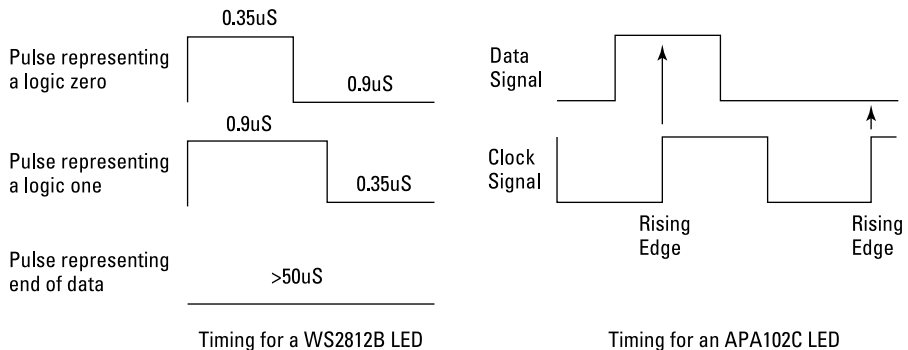 0.35uS
Pulse representing
a logic zero
0.9uS
0.9uS
Pulse representing
a logic one
0.35uS
Pulse representing
end of data
>50uS
Timing for a WS2812B LED
Data
Signal
Clock
Signal
Rising
Edge
Rising
Edge
Timing for an APA102C LED